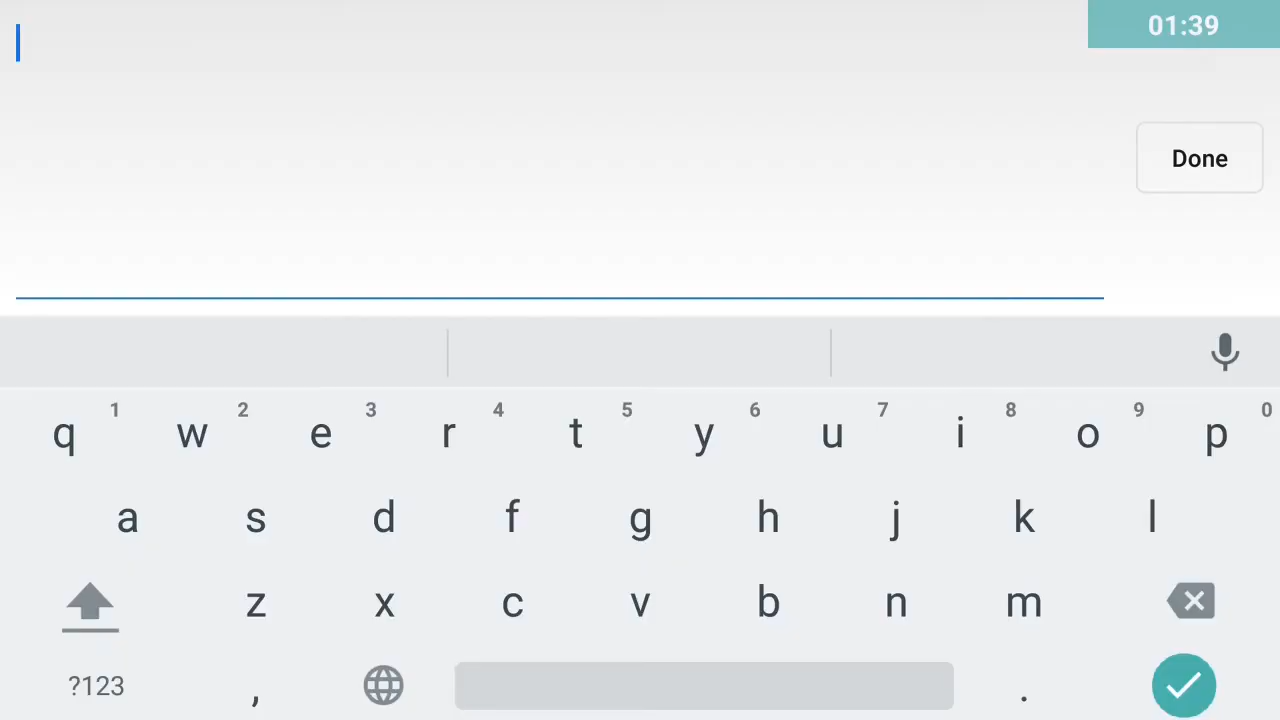 01:39
Done
q 1 w 2 e 3 r 4 t 5 y 6 u 7 i 8 o 9 p 0
a s d f g h j k l
z x c v b n m
?123 , .